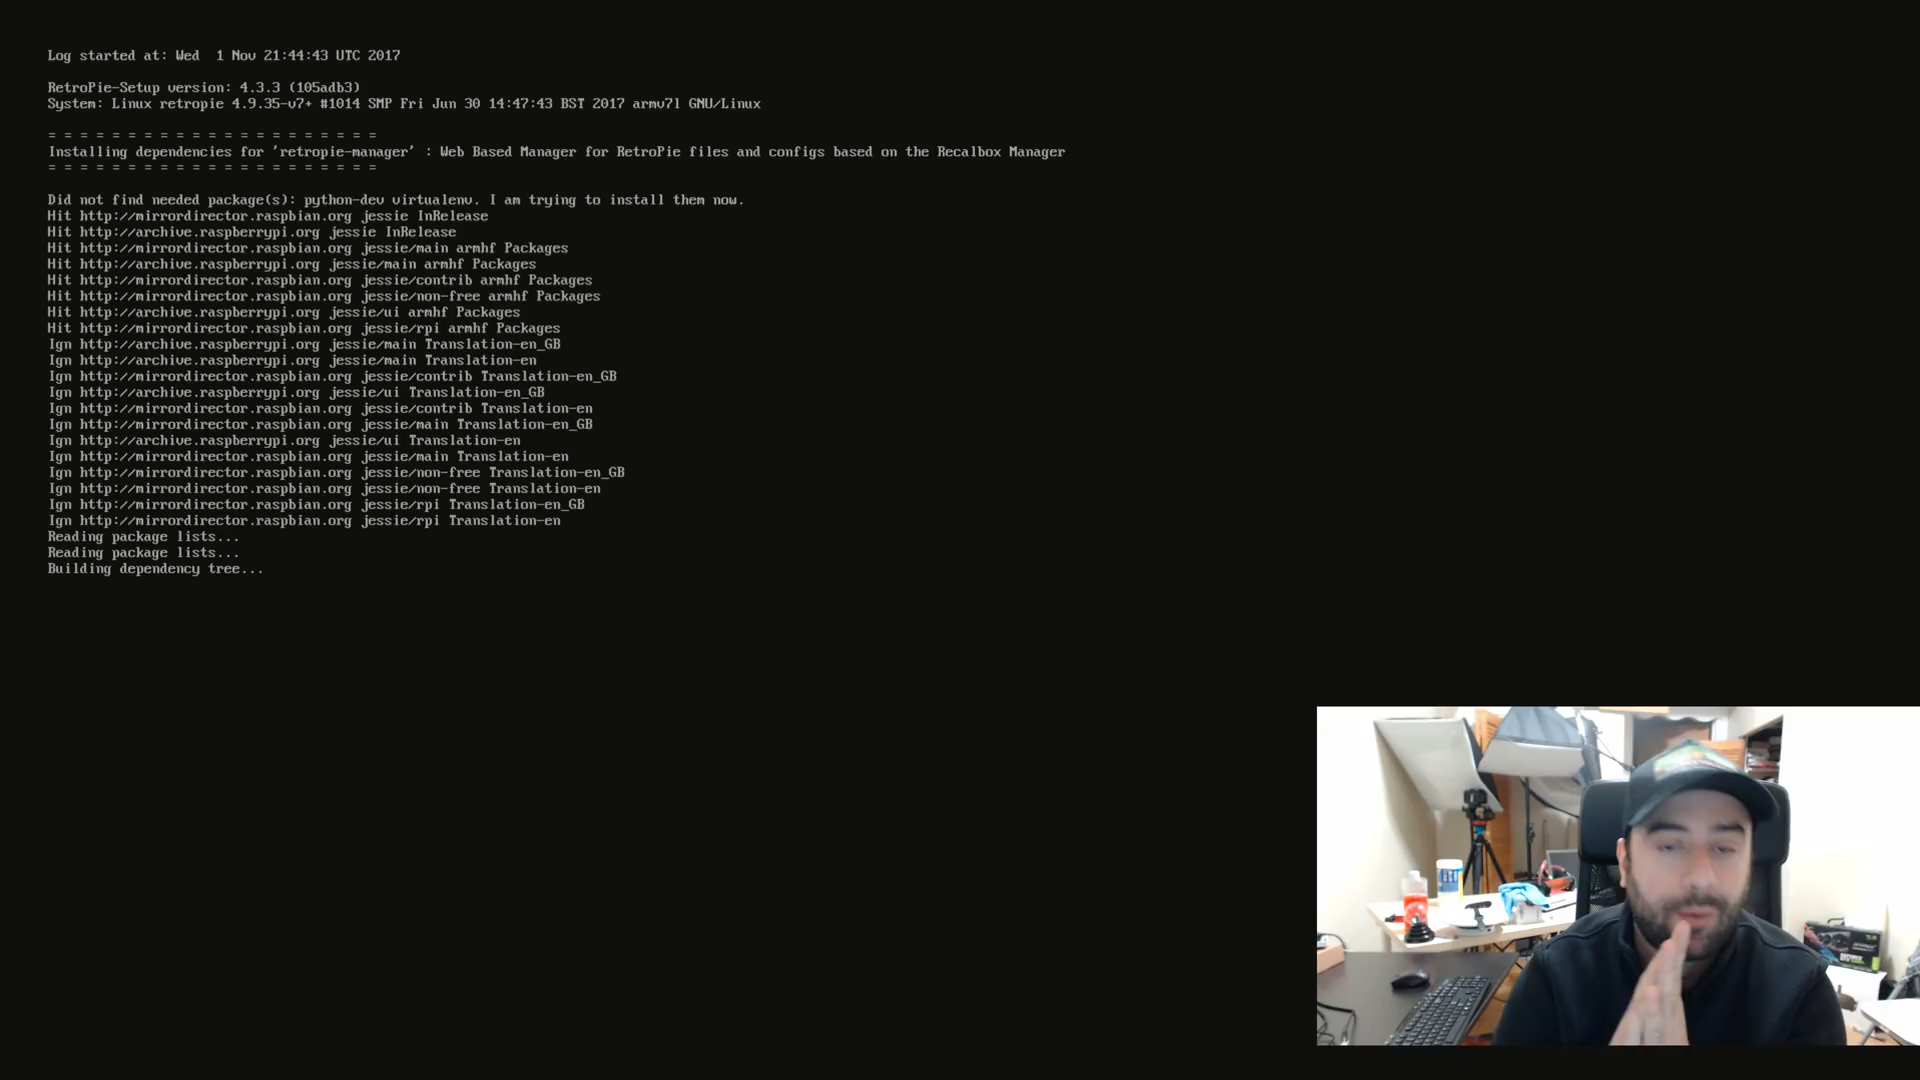 Log started at: Wed  1 Nov 21:44:43 UTC 2017
RetroPie-Setup version: 4.3.3 (105adb3)
System: Linux retropie 4.9.35-v7+ #1014 SMP Fri Jun 30 14:47:43 BST 2017 armv7l GNU/Linux
= = = = = = = = = = = = = = = = = = = = =
Installing dependencies for 'retropie-manager' : Web Based Manager for RetroPie files and configs based on the Recalbox Manager
= = = = = = = = = = = = = = = = = = = = =
Did not find needed package(s): python-dev virtualenv. I am trying to install them now.
Hit http://mirrordirector.raspbian.org jessie InRelease
Hit http://archive.raspberrypi.org jessie InRelease
Hit http://mirrordirector.raspbian.org jessie/main armhf Packages
Hit http://archive.raspberrypi.org jessie/main armhf Packages
Hit http://mirrordirector.raspbian.org jessie/contrib armhf Packages
Hit http://mirrordirector.raspbian.org jessie/non-free armhf Packages
Hit http://archive.raspberrypi.org jessie/ui armhf Packages
Hit http://mirrordirector.raspbian.org jessie/rpi armhf Packages
Ign http://archive.raspberrypi.org jessie/main Translation-en_GB
Ign http://archive.raspberrypi.org jessie/main Translation-en
Ign http://mirrordirector.raspbian.org jessie/contrib Translation-en_GB
Ign http://archive.raspberrypi.org jessie/ui Translation-en_GB
Ign http://mirrordirector.raspbian.org jessie/contrib Translation-en
Ign http://mirrordirector.raspbian.org jessie/main Translation-en_GB
Ign http://archive.raspberrypi.org jessie/ui Translation-en
Ign http://mirrordirector.raspbian.org jessie/main Translation-en
Ign http://mirrordirector.raspbian.org jessie/non-free Translation-en_GB
Ign http://mirrordirector.raspbian.org jessie/non-free Translation-en
Ign http://mirrordirector.raspbian.org jessie/rpi Translation-en_GB
Ign http://mirrordirector.raspbian.org jessie/rpi Translation-en
Reading package lists...
Reading package lists...
Building dependency tree...